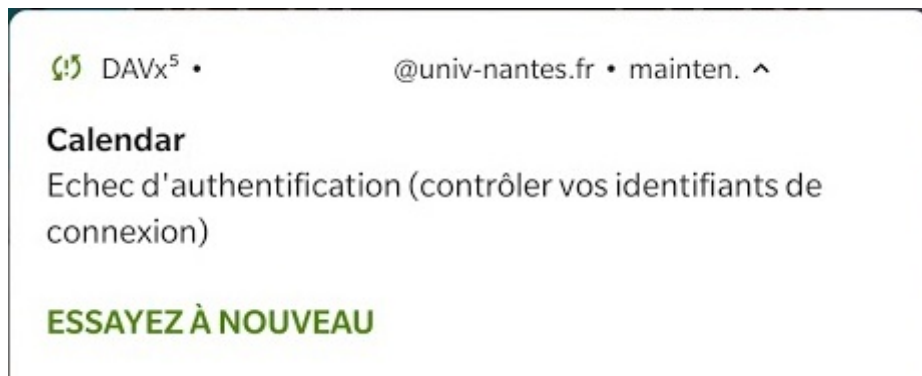 DAVx⁵ • @univ-nantes.fr • mainten.
Calendar
Echec d'authentification (contrôler vos identifiants de
connexion)
ESSAYEZ À NOUVEAU